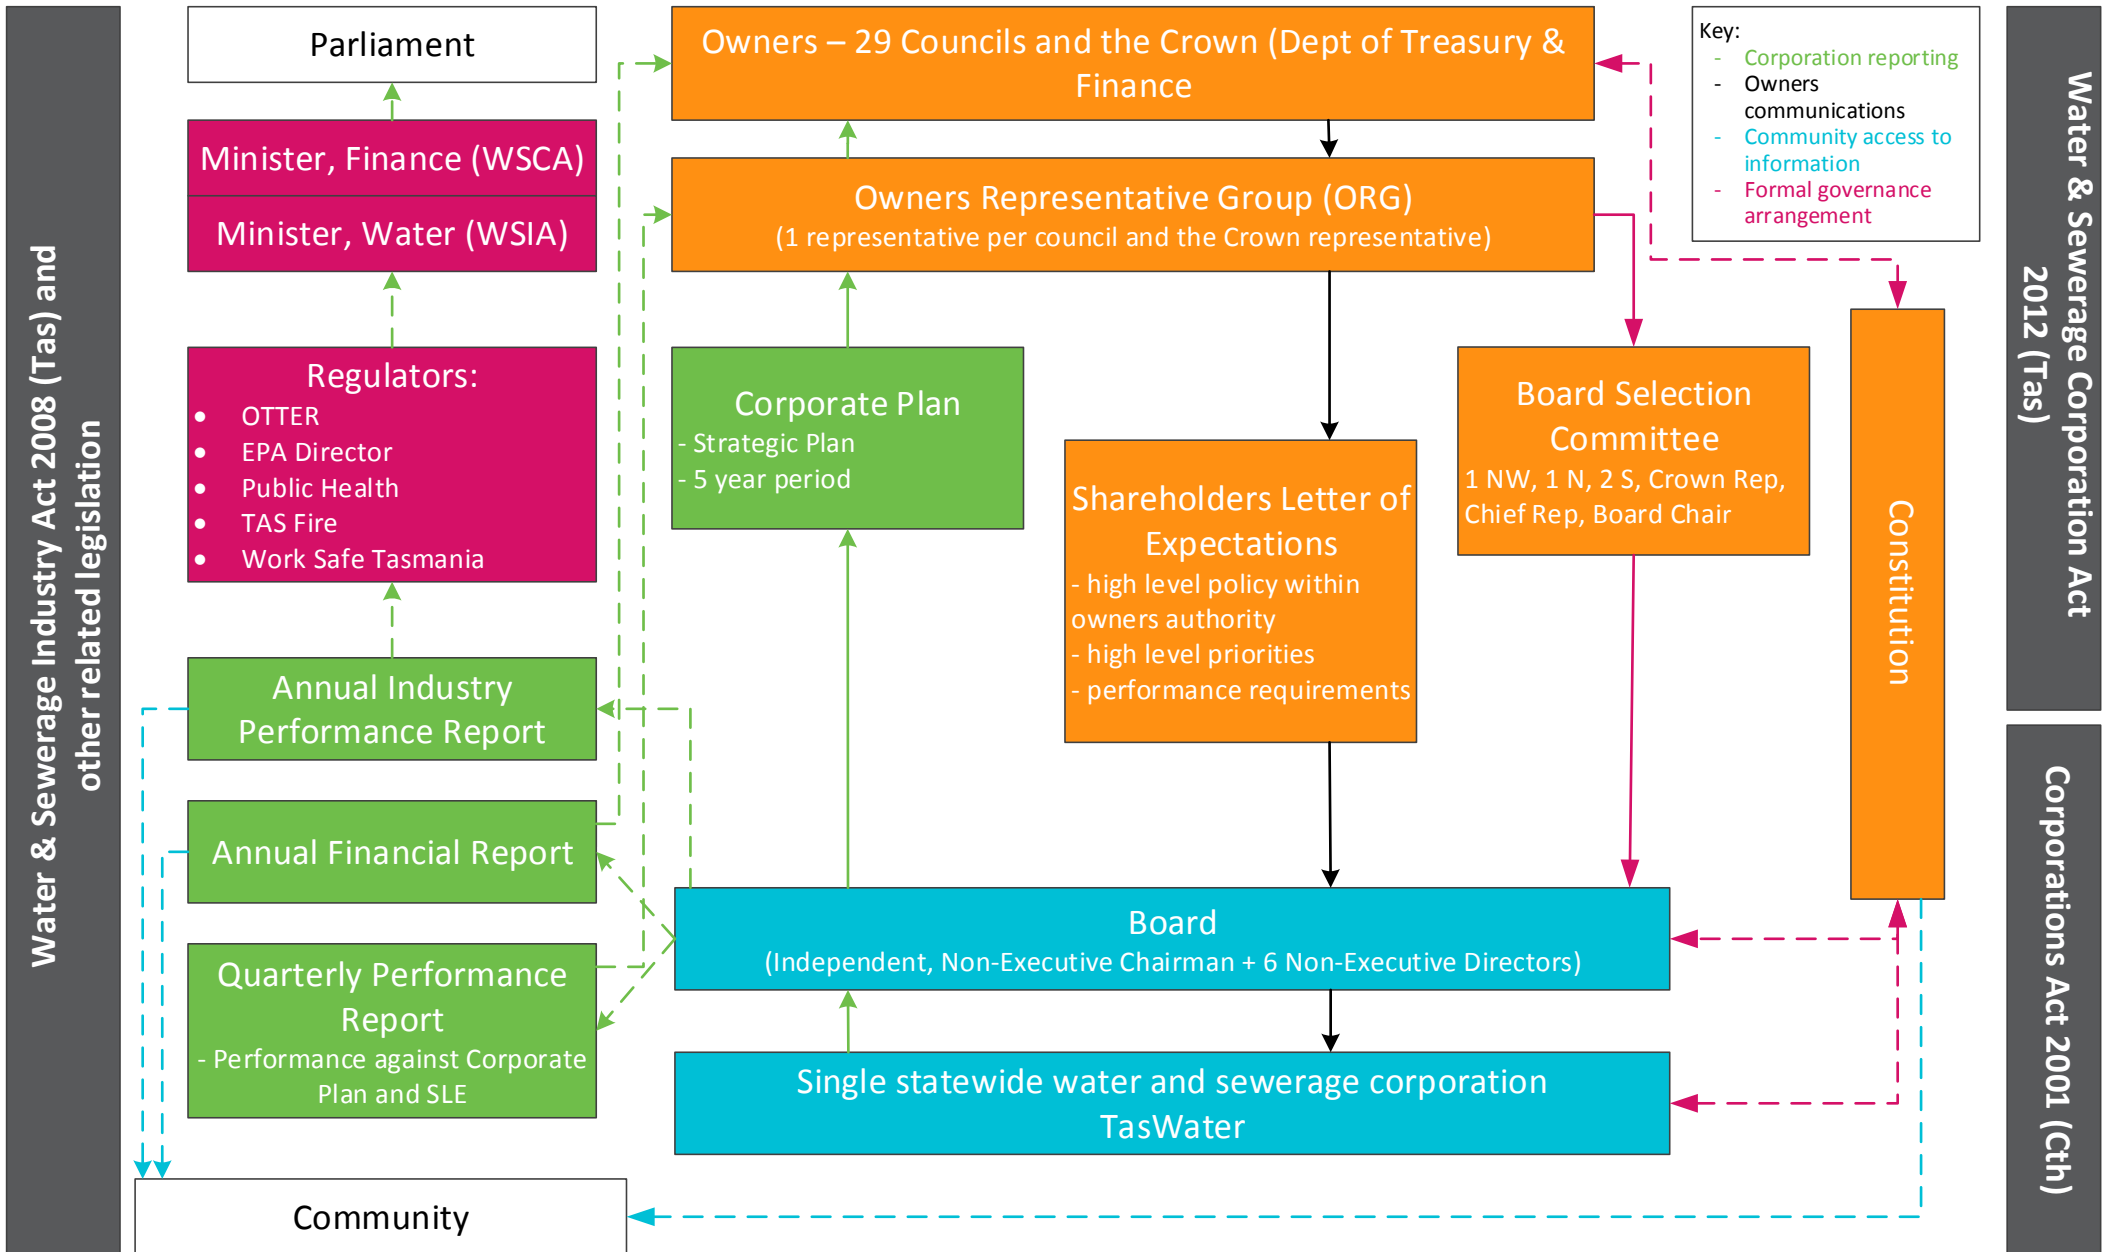 Water & Sewerage Industry Act 2008 (Tas) and
other related legislation
Parliament
Minister, Finance (WSCA)
Minister, Water (WSIA)
Regulators:
• OTTER
• EPA Director
• Public Health
• TAS Fire
• Work Safe Tasmania
Annual Industry
Performance Report
Annual Financial Report
Quarterly Performance
Report
- Performance against Corporate
Plan and SLE
Community
Owners – 29 Councils and the Crown (Dept of Treasury &
Finance
Owners Representative Group (ORG)
(1 representative per council and the Crown representative)
Corporate Plan
- Strategic Plan
- 5 year period
Shareholders Letter of
Expectations
- high level policy within
owners authority
- high level priorities
- performance requirements
Board Selection
Committee
1 NW, 1 N, 2 S, Crown Rep,
Chief Rep, Board Chair
Board
(Independent, Non-Executive Chairman + 6 Non-Executive Directors)
Single statewide water and sewerage corporation
TasWater
Constitution
Key:
- Corporation reporting
- Owners
communications
- Community access to
information
- Formal governance
arrangement
Water & Sewerage Corporation Act
2012 (Tas)
Corporations Act 2001 (Cth)